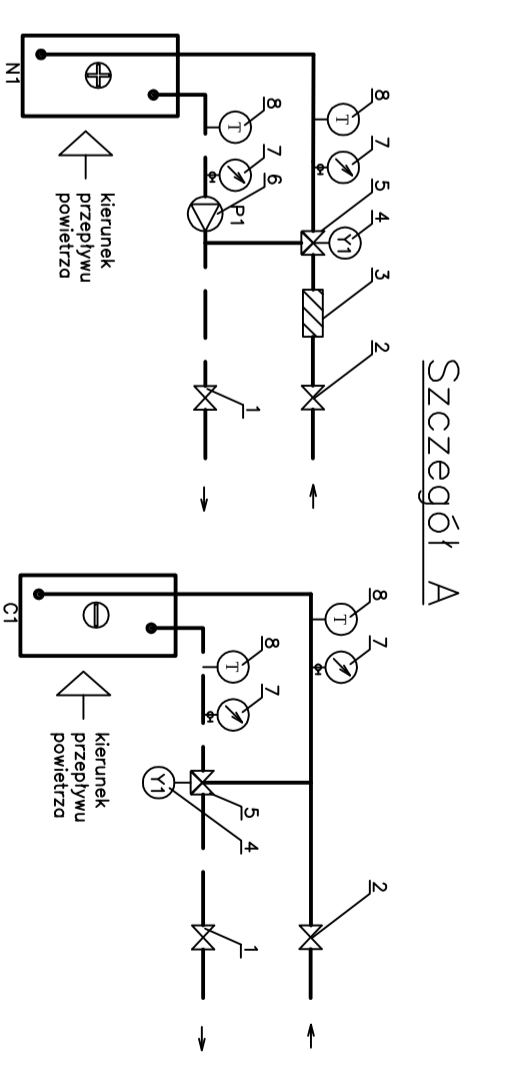 Szczegół A
8
7
5
4
3
2
T
Y1
8
7
6
1
T
P1
N1
kierunek
przepływu
powietrza
8
7
2
T
8
7
5
4
1
T
Y1
C1
kierunek
przepływu
powietrza